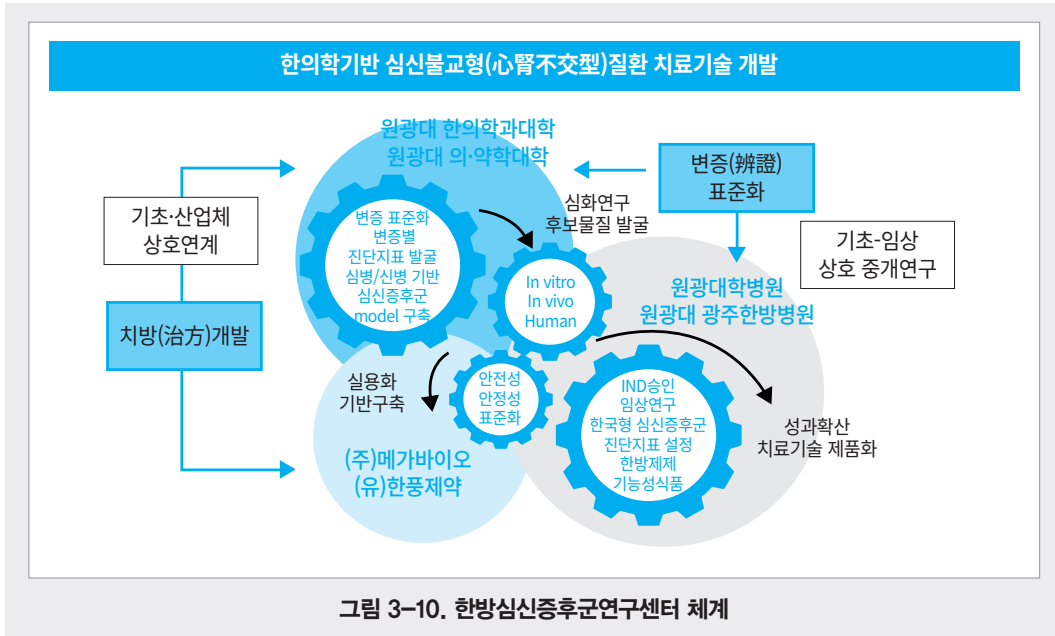 한의학기반 심신불교형(心腎不交型)질환 치료기술 개발
원광대 한의학과대학
원광대 의·약학대학
변증(辨證)
표준화
기초·산업체
상호연계
변증 표준화
변증별
진단지표 발굴
심병/신병 기반
심신증후군
model 구축
심화연구
후보물질 발굴
기초-임상
상호 중개연구
In vitro
In vivo
Human
원광대학병원
원광대 광주한방병원
치방(治方)개발
실용화
기반구축
안전성
안정성
표준화
IND승인
임상연구
한국형 심신증후군
진단지표 설정
한방제제
기능성식품
성과확산
치료기술 제품화
(주)메가바이오
(유)한풍제약
그림 3-10. 한방심신증후군연구센터 체계